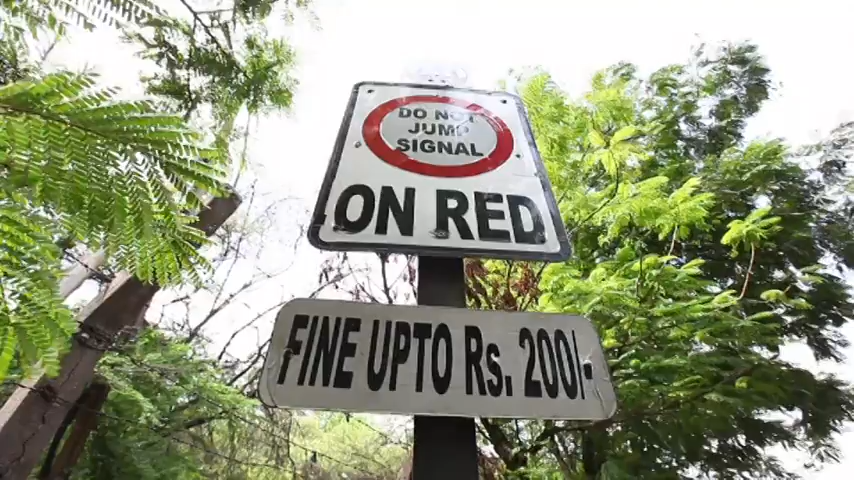 DO NOT
JUMP
SIGNAL
ON RED
FINE UPTO Rs. 200/-